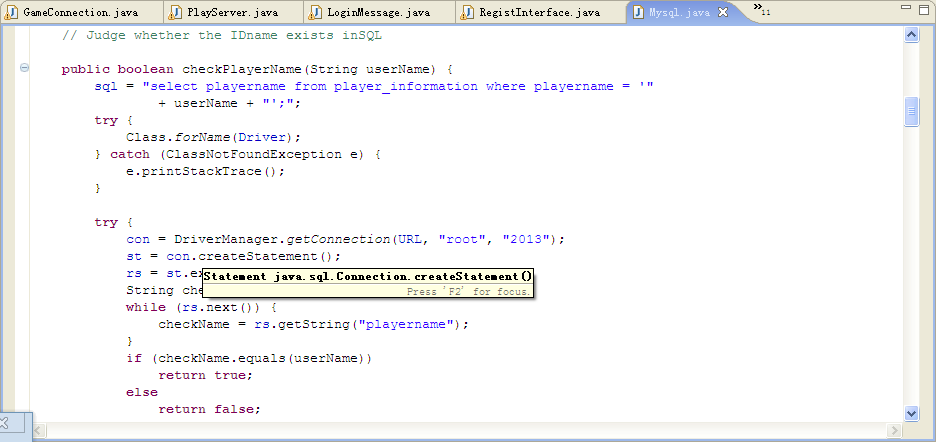 GameConnection.java PlayServer.java LoginMessage.java RegistInterface.java Mysql.java »11
// Judge whether the IDname exists inSQL
public boolean checkPlayerName(String userName) {
sql = "select playername from player_information where playername = '"
+ userName + "';";
try {
Class.forName(Driver);
} catch (ClassNotFoundException e) {
e.printStackTrace();
}
try {
con = DriverManager.getConnection(URL, "root", "2013");
st = con.createStatement();
rs = st.ex
Statement java.sql.Connection.createStatement()
String che
Press 'F2' for focus.
while (rs.next()) {
checkName = rs.getString("playername");
}
if (checkName.equals(userName))
return true;
else
return false;